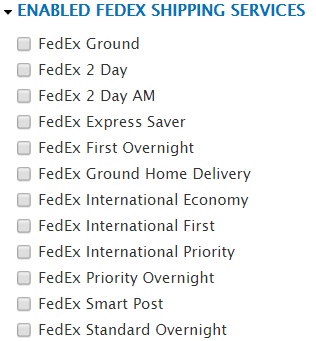 ENABLED FEDEX SHIPPING SERVICES
FedEx Ground
FedEx 2 Day
FedEx 2 Day AM
FedEx Express Saver
FedEx First Overnight
FedEx Ground Home Delivery
FedEx International Economy
FedEx International First
FedEx International Priority
FedEx Priority Overnight
FedEx Smart Post
FedEx Standard Overnight